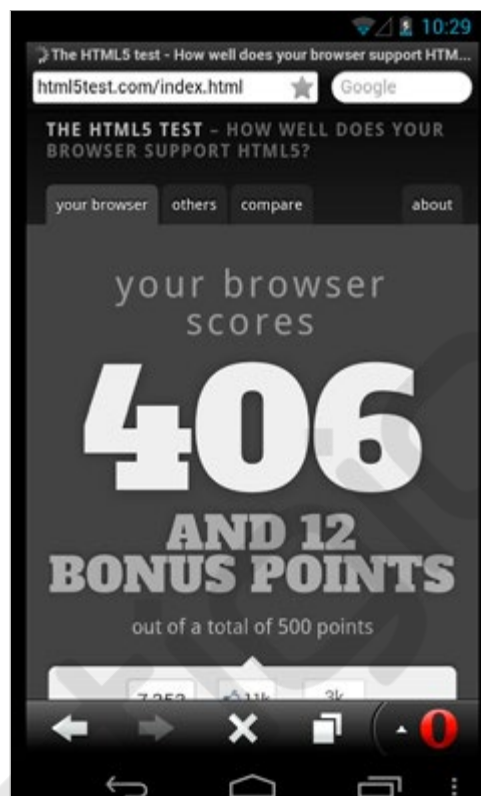 10:29
The HTML5 test - How well does your browser support HTM...
html5test.com/index.html
Google
THE HTML5 TEST – HOW WELL DOES YOUR
BROWSER SUPPORT HTML5?
your browser others compare about
your browser
scores
406
AND 12
BONUS POINTS
out of a total of 500 points
11k 3k